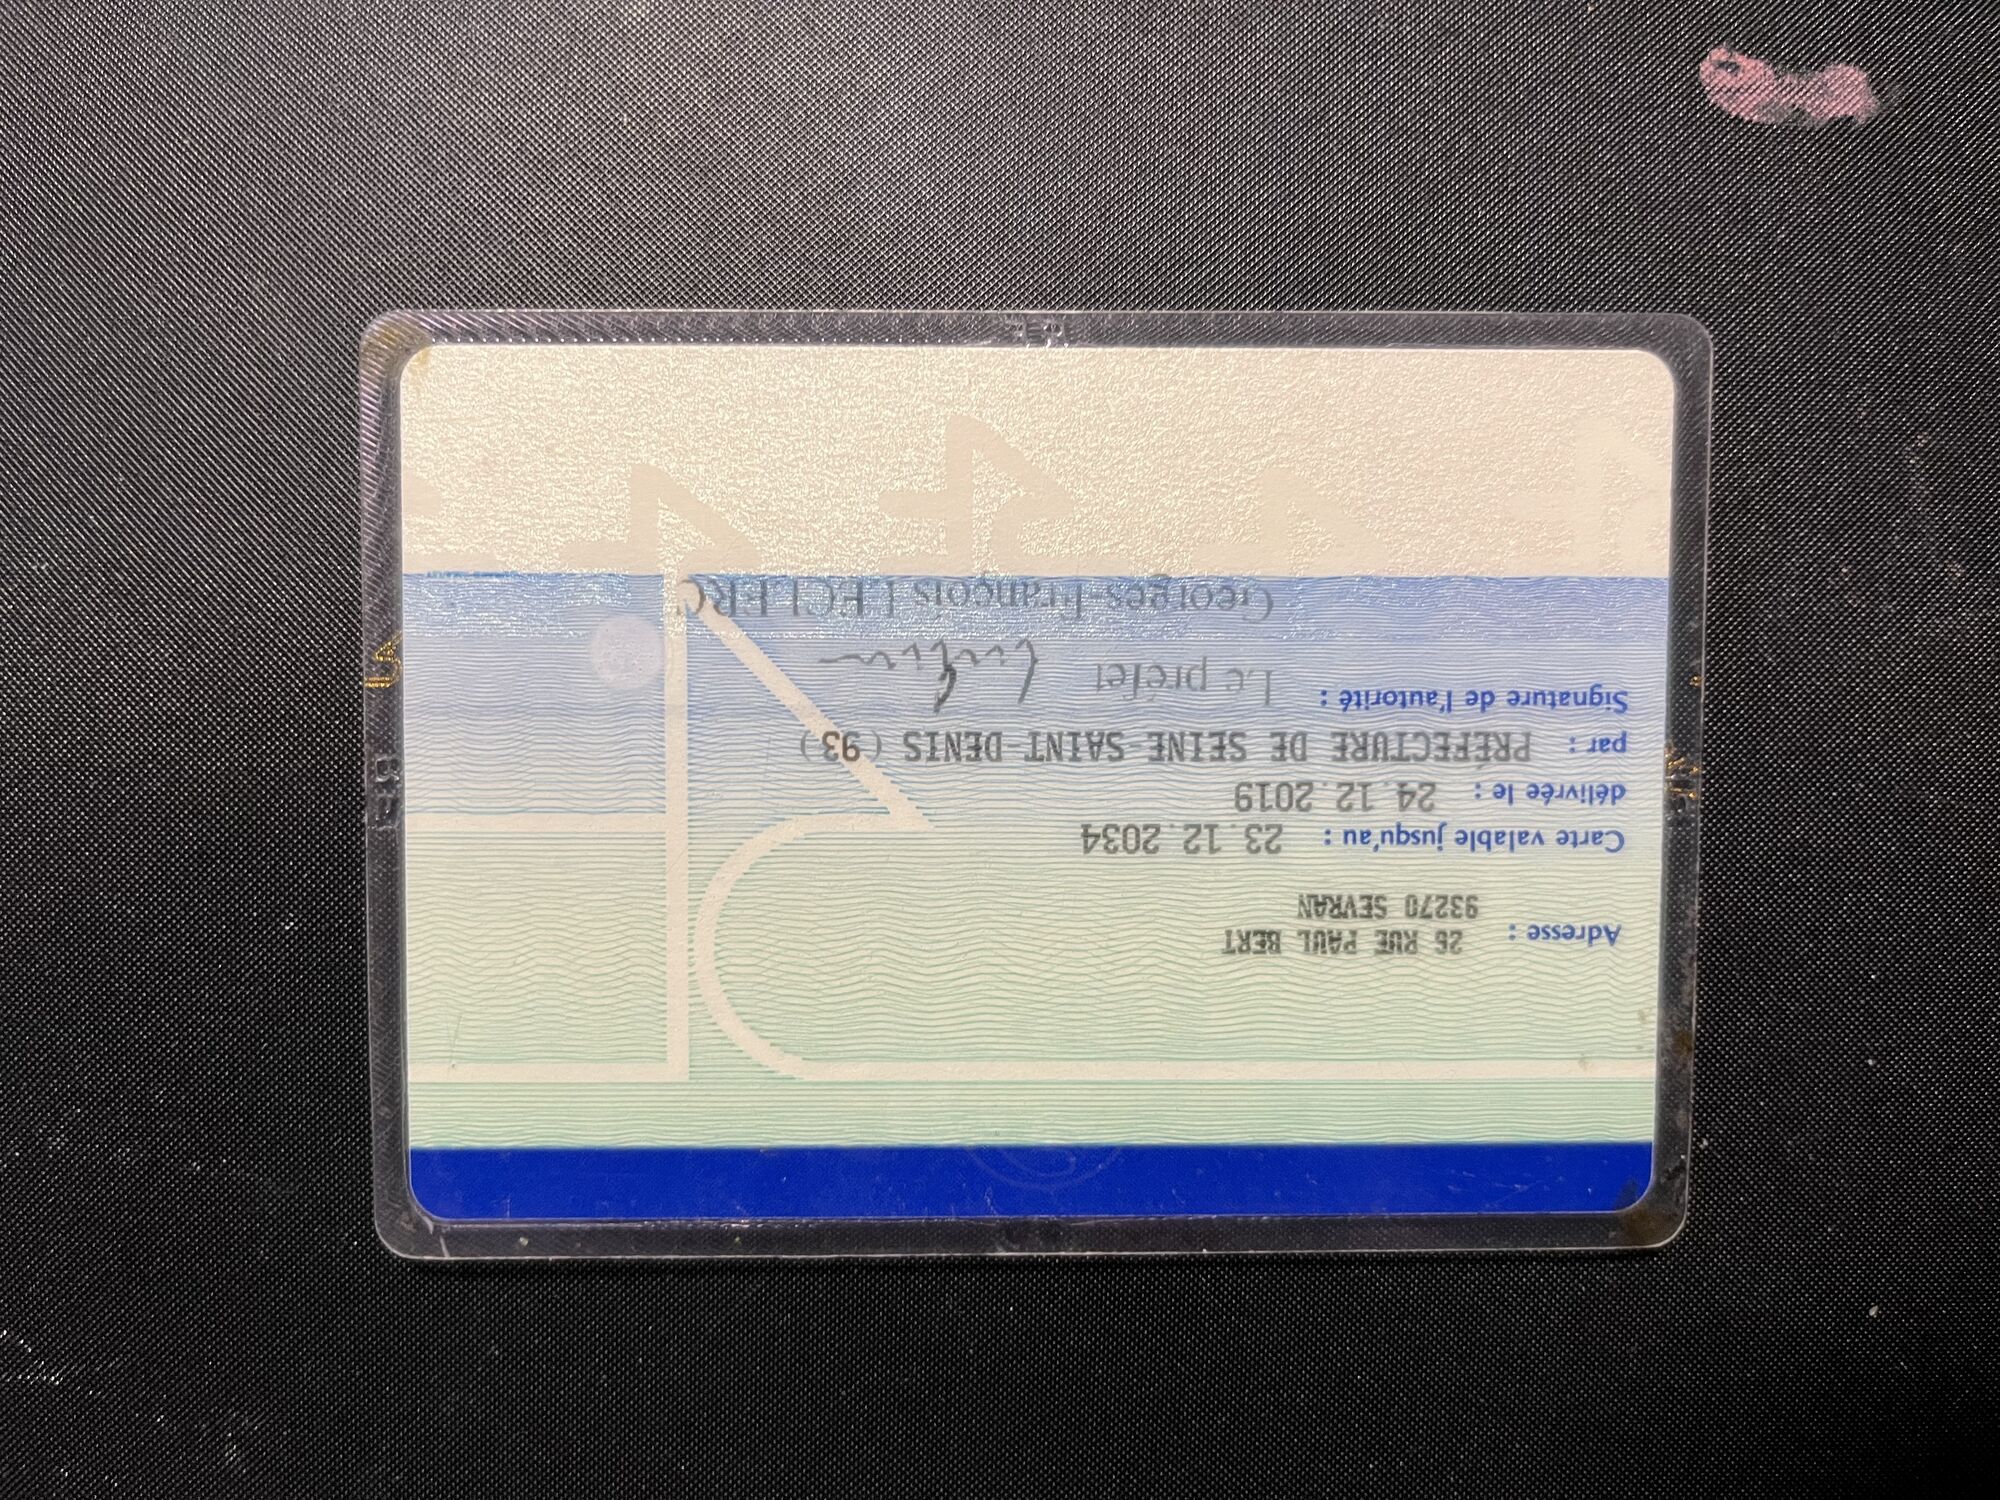 Adresse : 26 RUE PAUL BERT
93270 SEVRAN
Carte valable jusqu'au : 23.12.2034
délivrée le : 24.12.2019
par : PRÉFECTURE DE SEINE-SAINT-DENIS (93)
Signature de l'autorité : Le préfet
Georges-François LECLERC